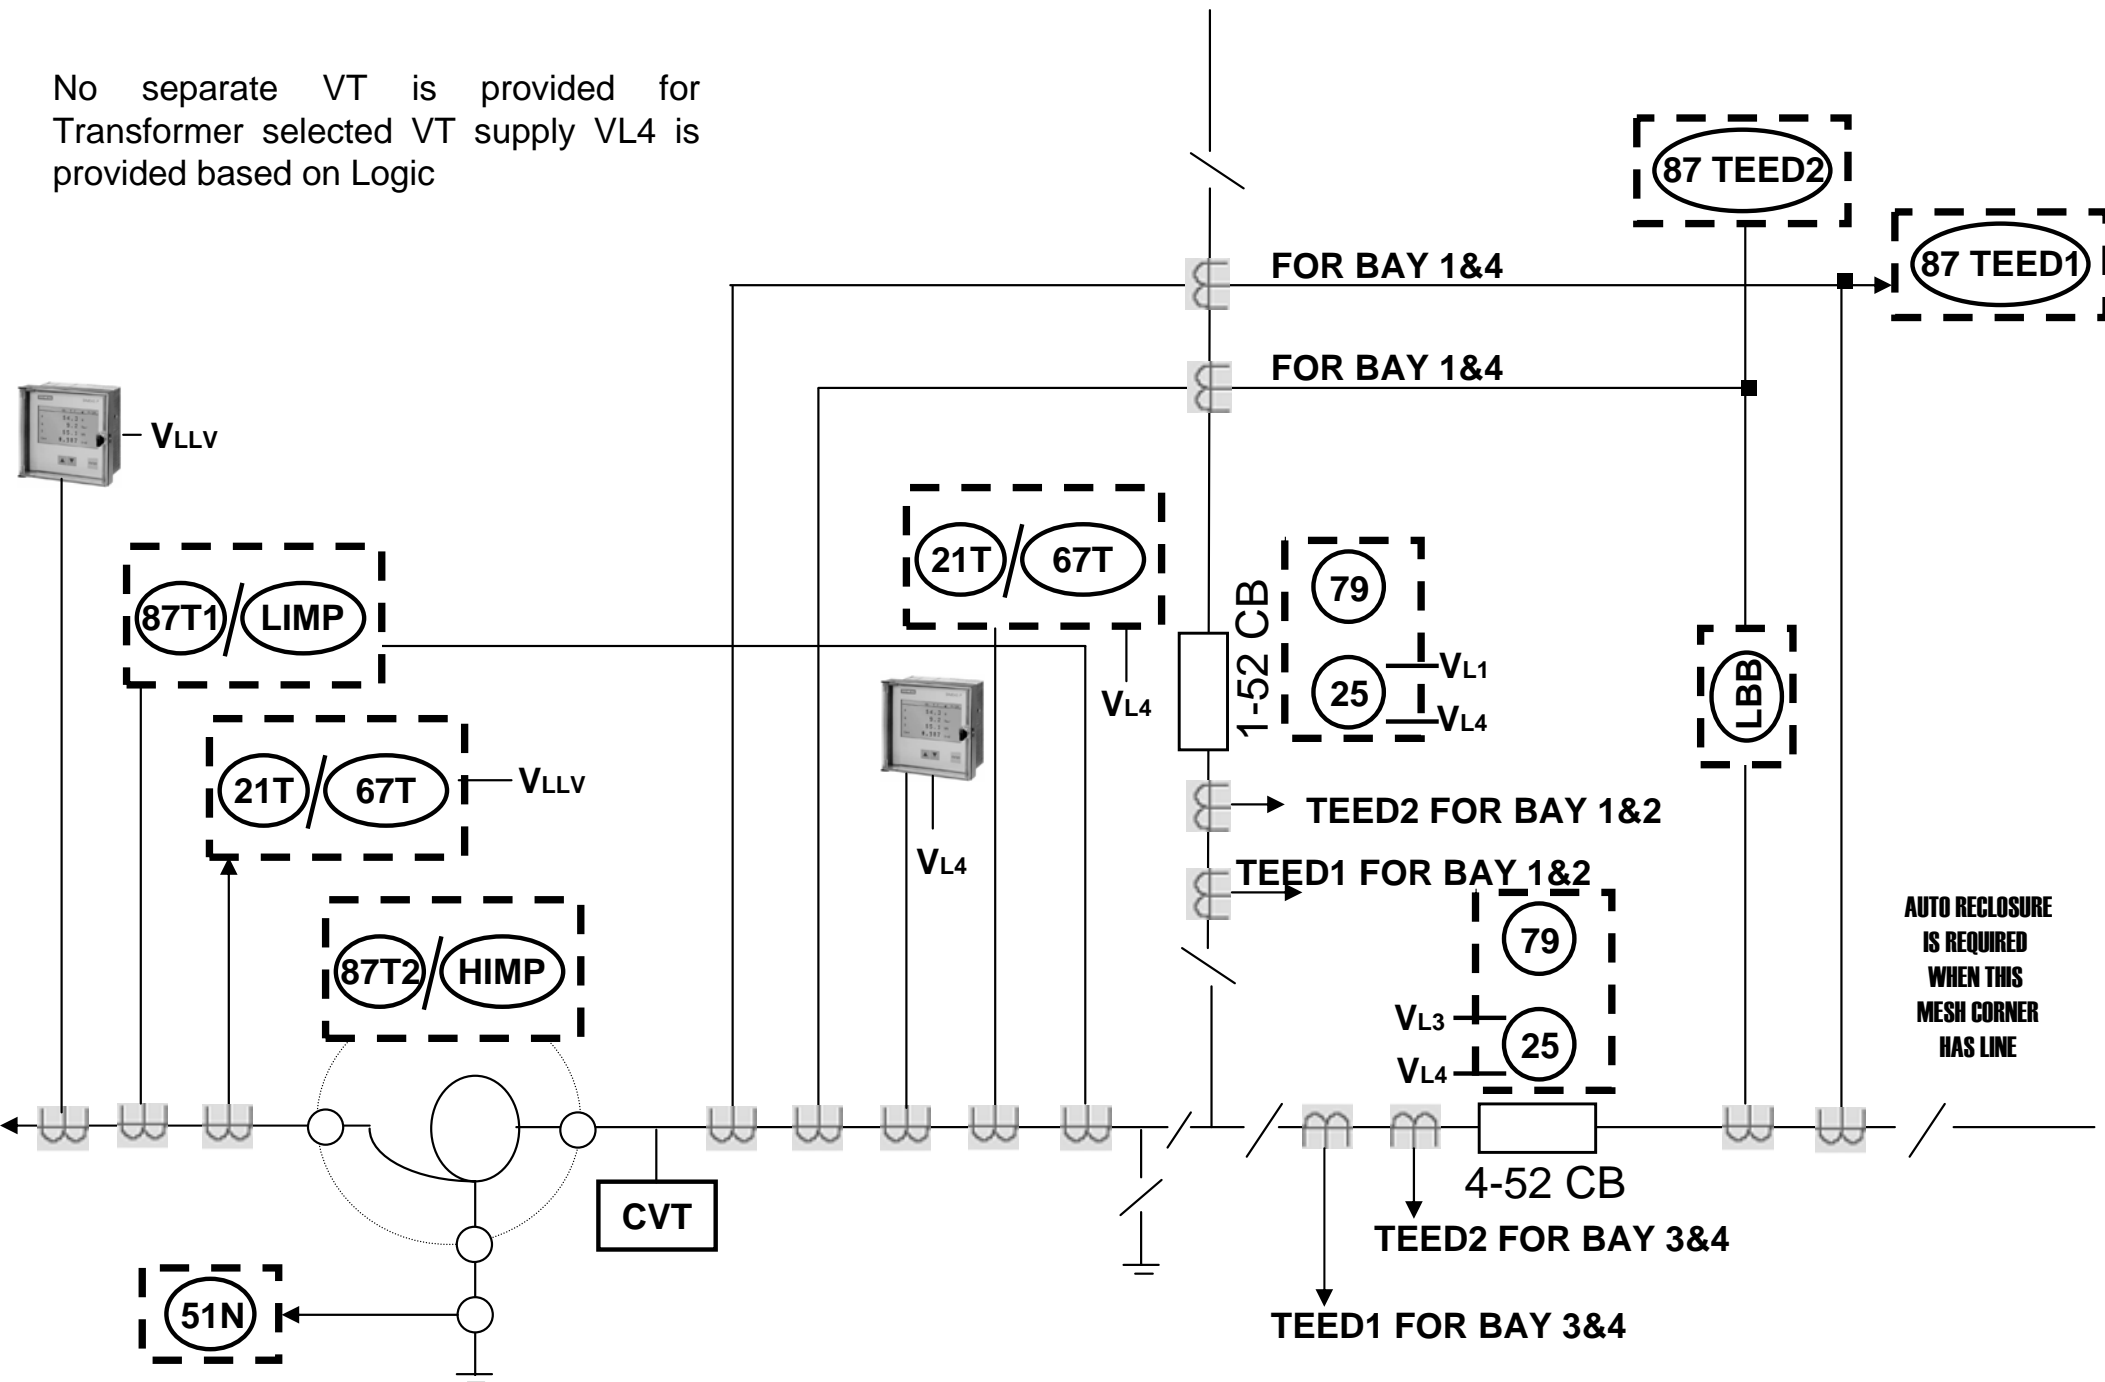 No separate VT is provided for
Transformer selected VT supply VL4 is
provided based on Logic
87 TEED2
87 TEED1
FOR BAY 1&4
FOR BAY 1&4
VLLV
21T / 67T
VL4
87T1 / LIMP
1-52 CB
79
25
VL1
VL4
LBB
21T / 67T
VLLV
VL4
TEED2 FOR BAY 1&2
TEED1 FOR BAY 1&2
87T2 / HIMP
79
25
VL3
VL4
AUTO RECLOSURE
IS REQUIRED
WHEN THIS
MESH CORNER
HAS LINE
CVT
4-52 CB
TEED2 FOR BAY 3&4
TEED1 FOR BAY 3&4
51N